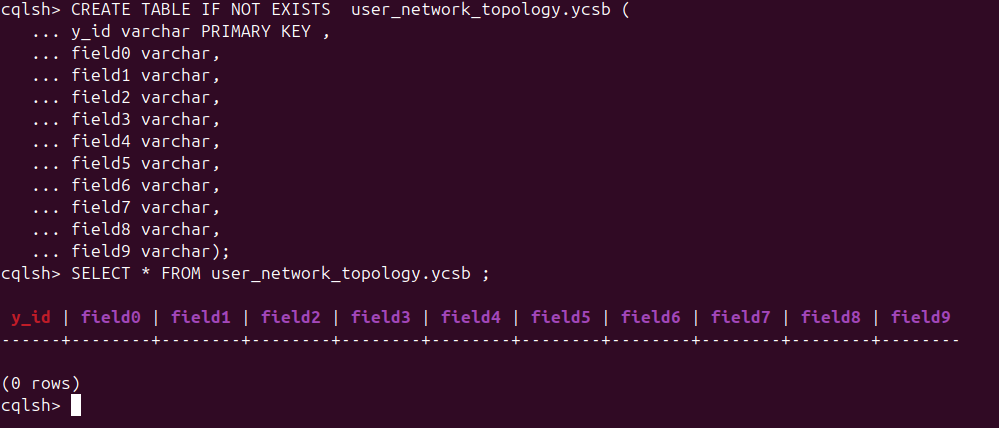 cqlsh> CREATE TABLE IF NOT EXISTS  user_network_topology.ycsb (
   ... y_id varchar PRIMARY KEY ,
   ... field0 varchar,
   ... field1 varchar,
   ... field2 varchar,
   ... field3 varchar,
   ... field4 varchar,
   ... field5 varchar,
   ... field6 varchar,
   ... field7 varchar,
   ... field8 varchar,
   ... field9 varchar);
cqlsh> SELECT * FROM user_network_topology.ycsb ;
 y_id | field0 | field1 | field2 | field3 | field4 | field5 | field6 | field7 | field8 | field9
------+--------+--------+--------+--------+--------+--------+--------+--------+--------+--------
(0 rows)
cqlsh>